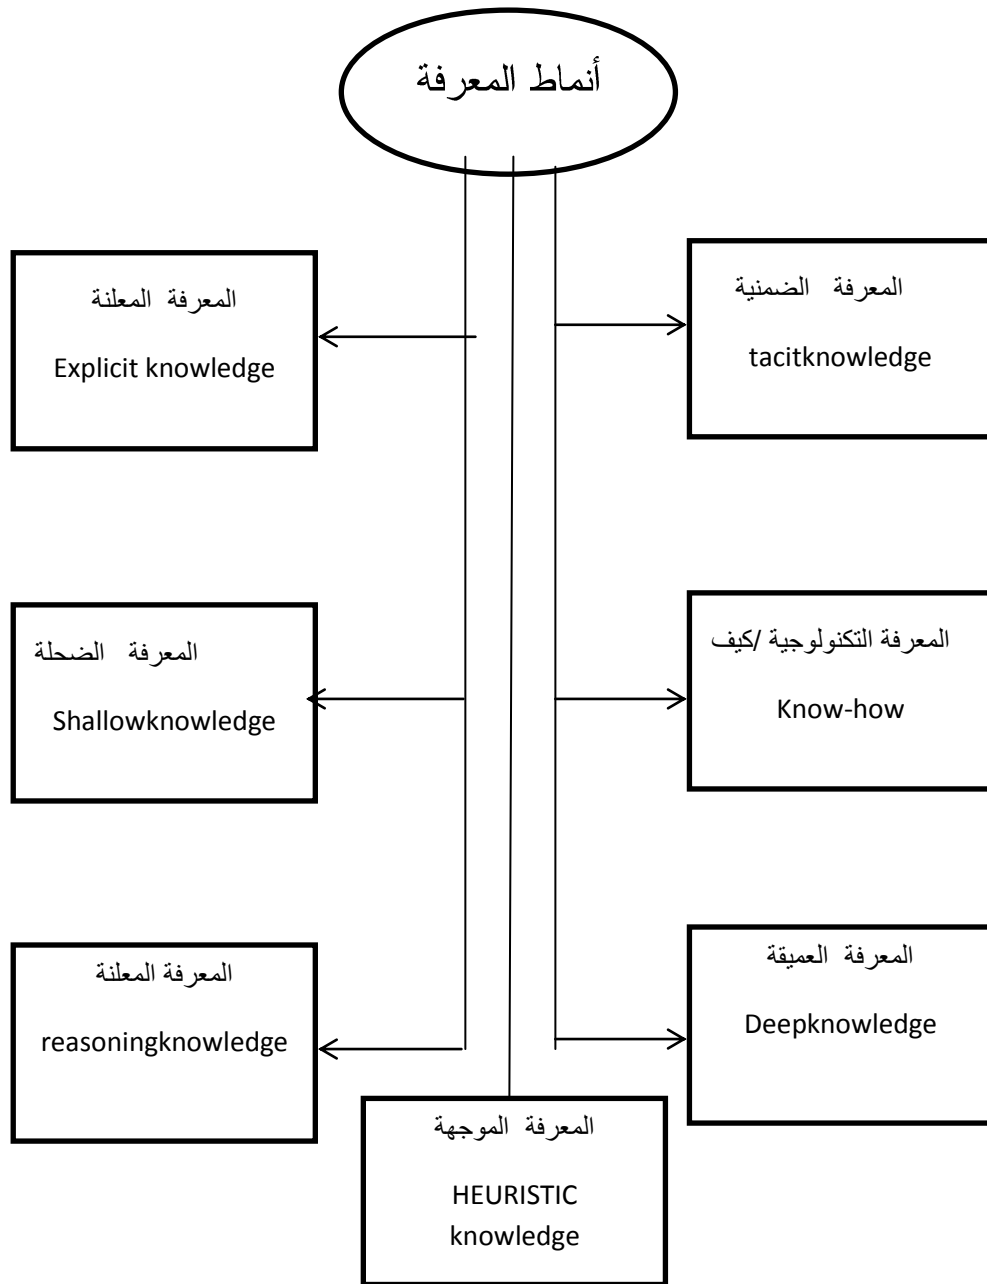 أنماط المعرفة
المعرفة الضمنية
tacitknowledge
المعرفة المعلنة
Explicit knowledge
المعرفة التكنولوجية /كيف
Know-how
المعرفة الضحلة
Shallowknowledge
المعرفة العميقة
Deepknowledge
المعرفة المعلنة
reasoningknowledge
المعرفة الموجهة
HEURISTIC
knowledge